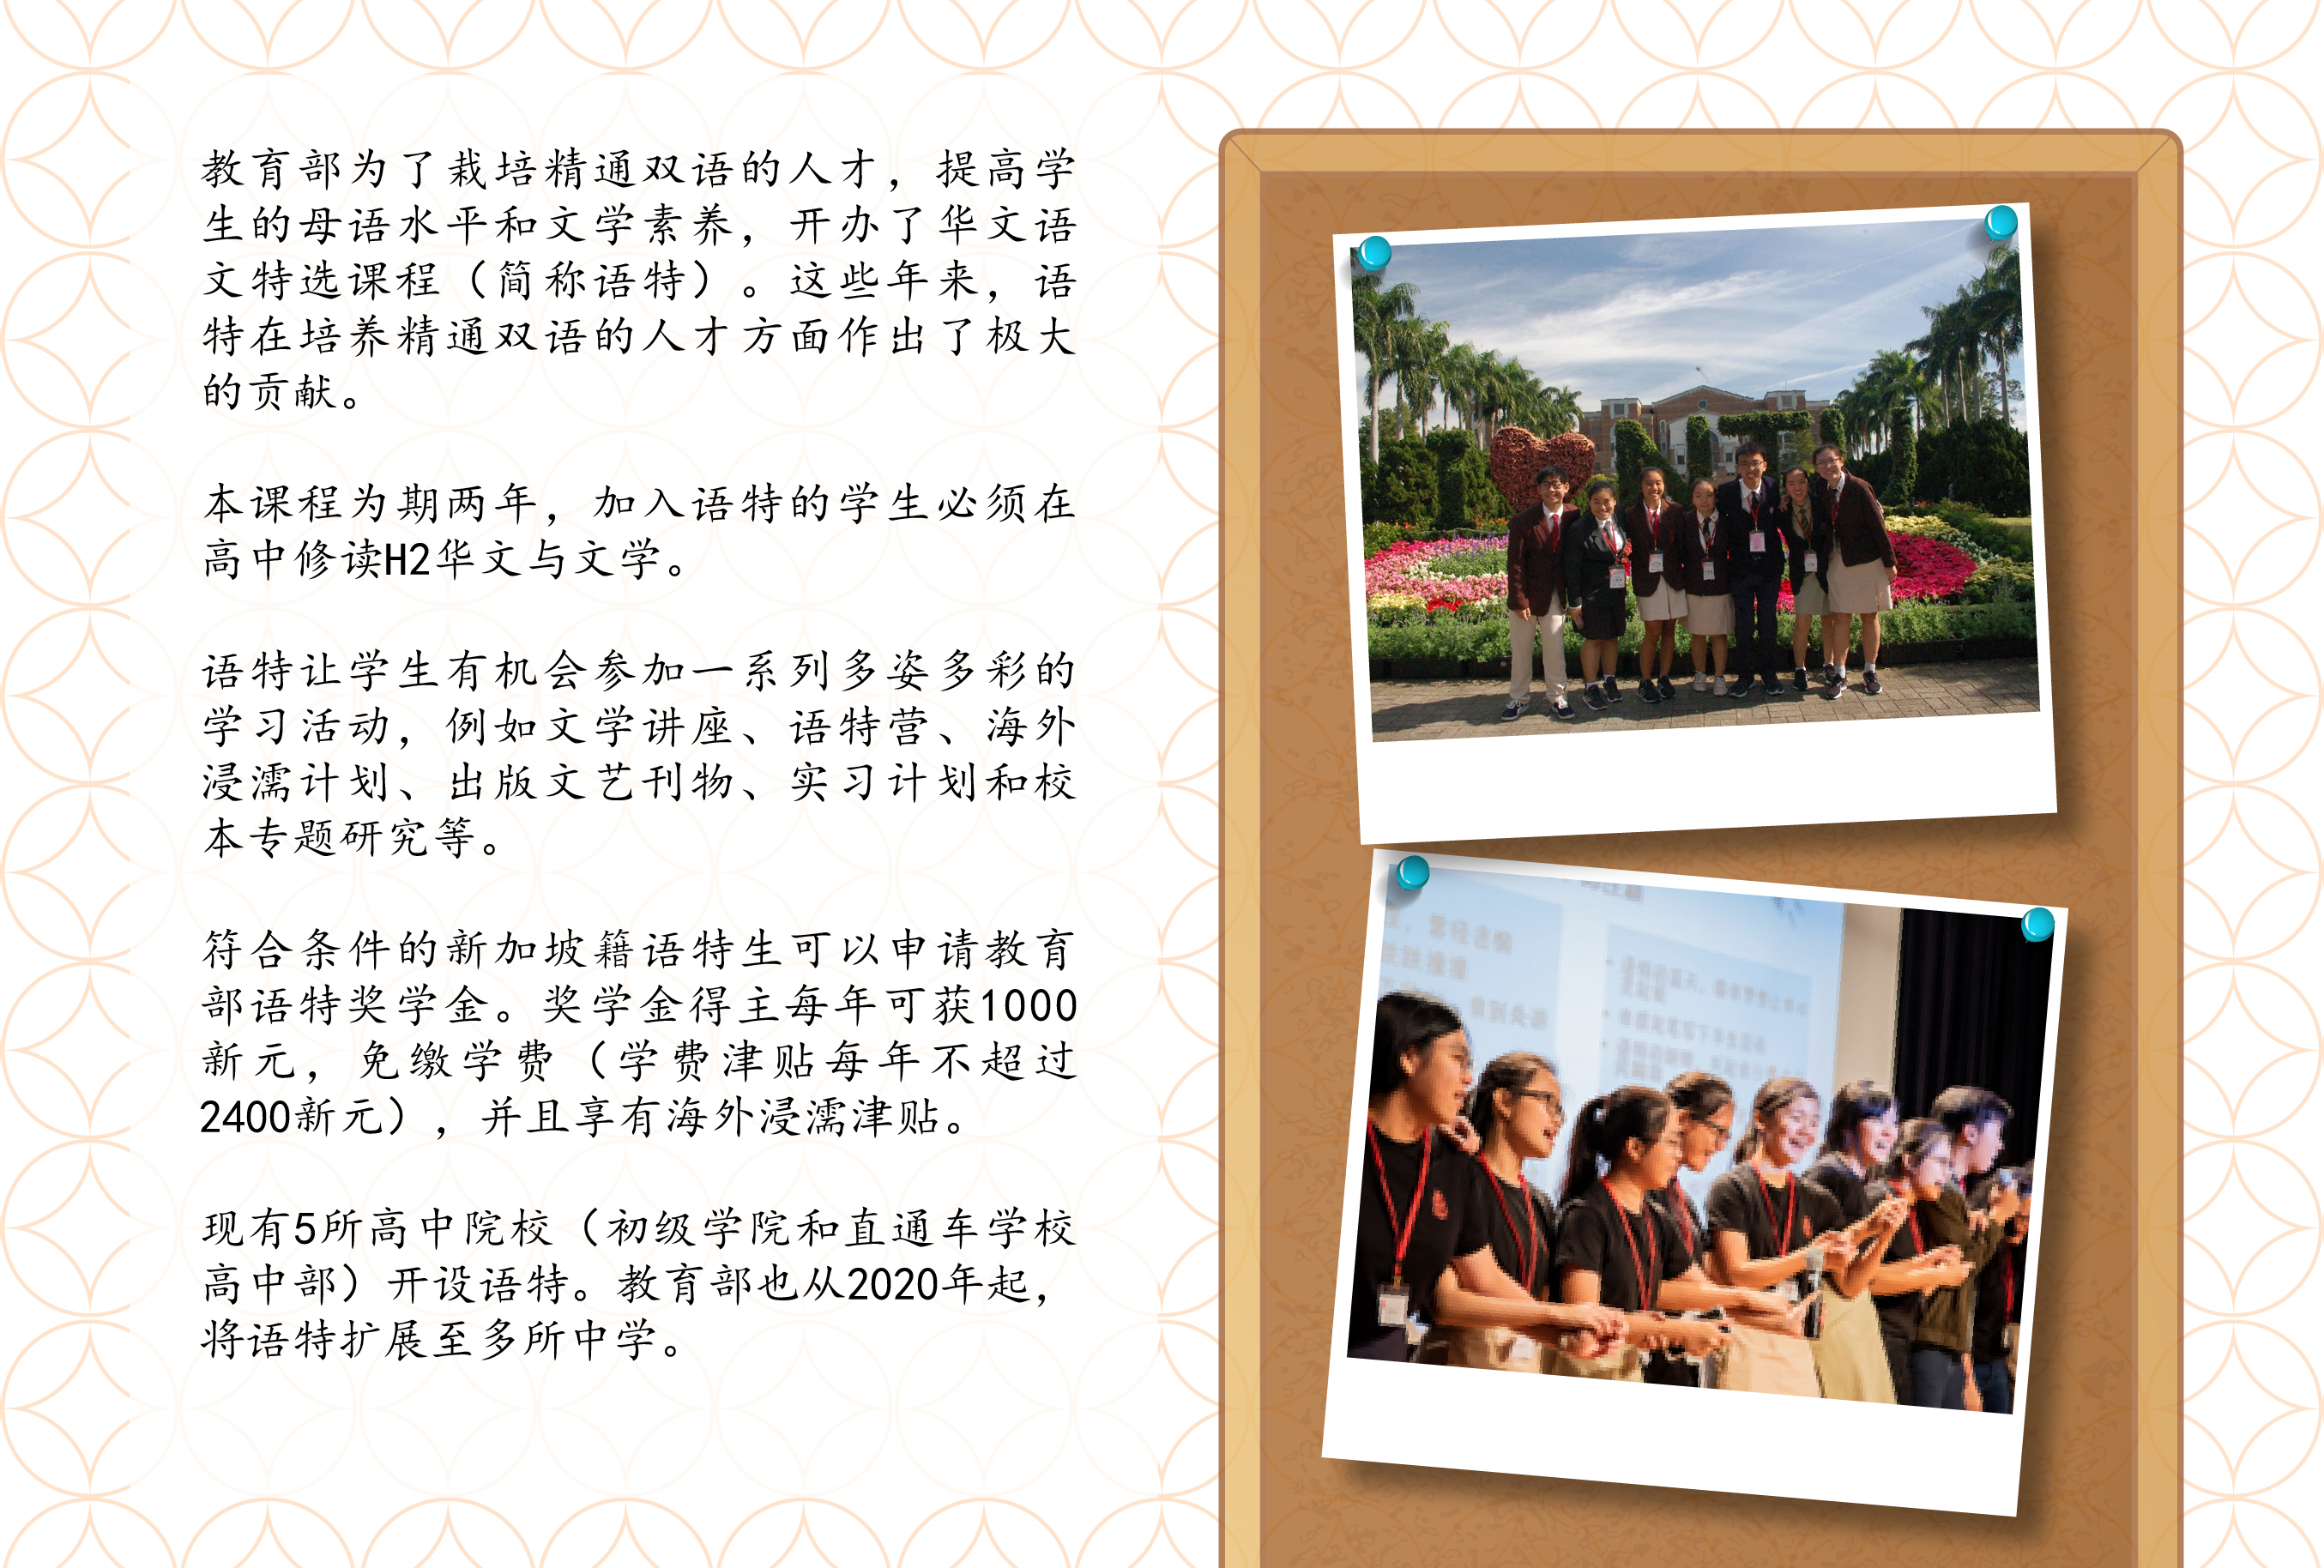 教育部为了栽培精通双语的人才，提高学
生的母语水平和文学素养，开办了华文语
文特选课程（简称语特）。这些年来，语
特在培养精通双语的人才方面作出了极大
的贡献。
本课程为期两年，加入语特的学生必须在
高中修读H2华文与文学。
语特让学生有机会参加一系列多姿多彩的
学习活动，例如文学讲座、语特营、海外
浸濡计划、出版文艺刊物、实习计划和校
本专题研究等。
符合条件的新加坡籍语特生可以申请教育
部语特奖学金。奖学金得主每年可获1000
新元，免缴学费（学费津贴每年不超过
2400新元），并且享有海外浸濡津贴。
现有5所高中院校（初级学院和直通车学校
高中部）开设语特。教育部也从2020年起，
将语特扩展至多所中学。